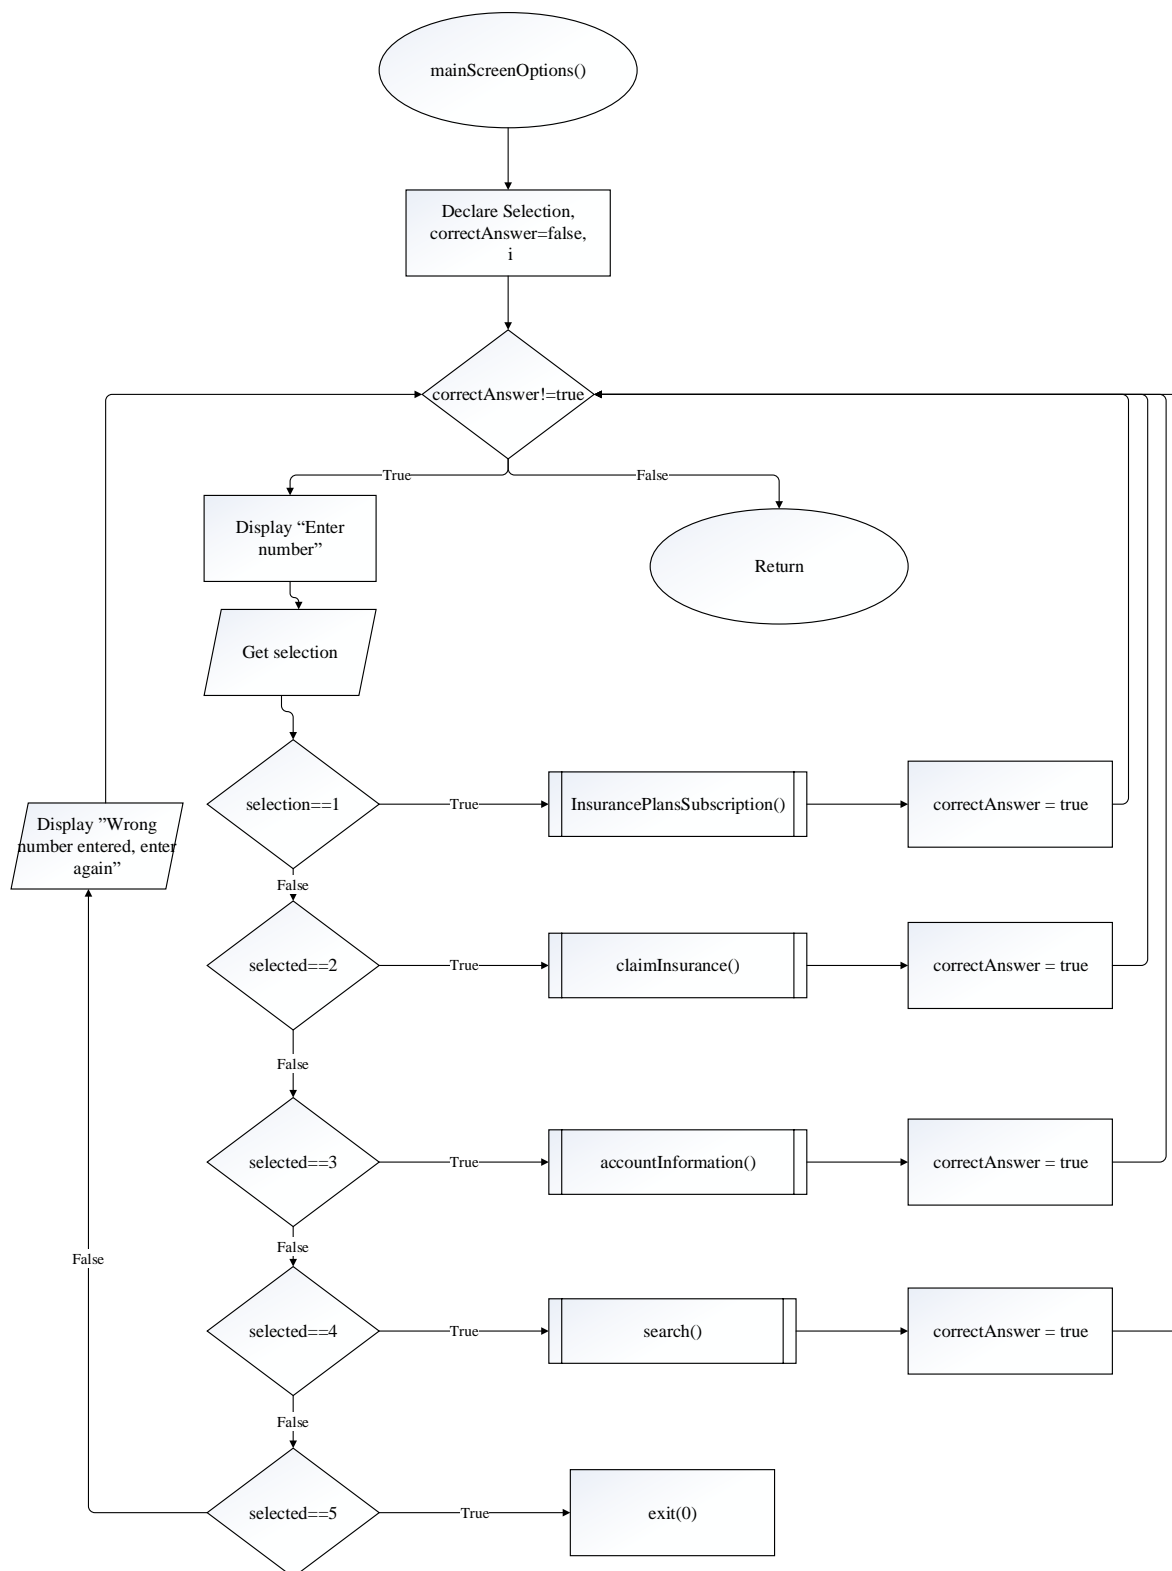 mainScreenOptions()
Declare Selection,
correctAnswer=false,
i
correctAnswer!=true
True
False
Display “Enter
number”
Return
Get selection
selection==1
True
InsurancePlansSubscription()
correctAnswer = true
Display ”Wrong
number entered, enter
again”
False
selected==2
True
claimInsurance()
correctAnswer = true
False
selected==3
True
accountInformation()
correctAnswer = true
False
False
selected==4
True
search()
correctAnswer = true
False
selected==5
True
exit(0)